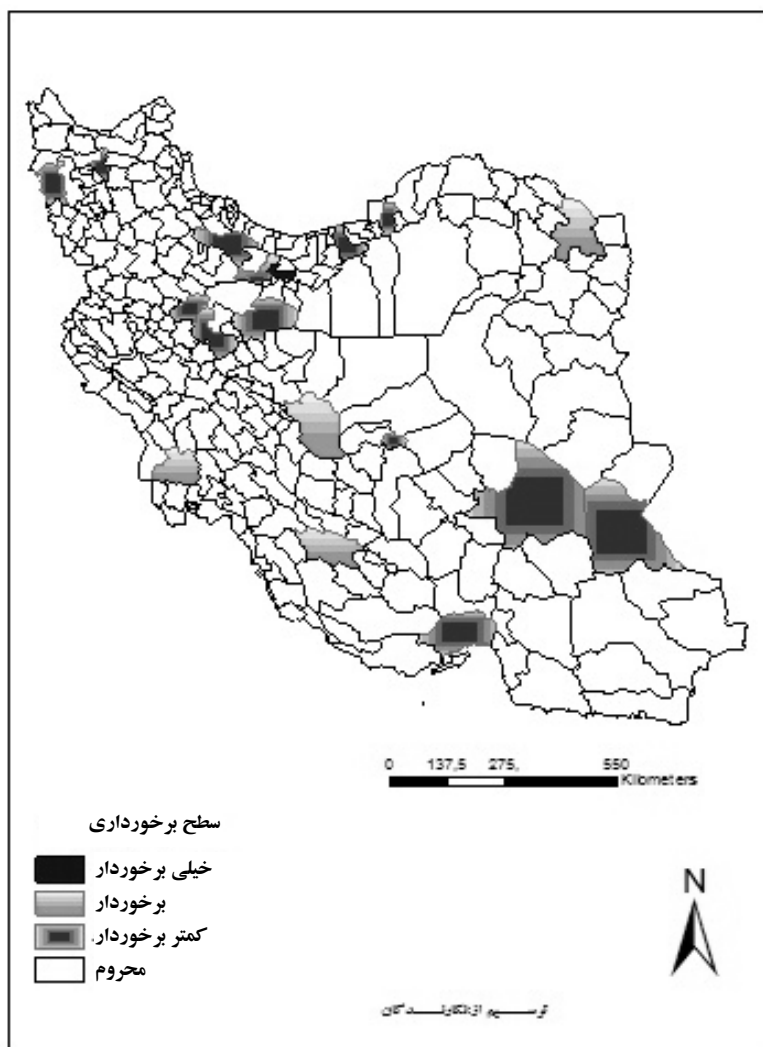 0 137,5 275, 550
Kilometers
سطح برخورداری
خیلی برخوردار
برخوردار
کمتر برخوردار.
محروم
N
ترسیم از:نگارندگان